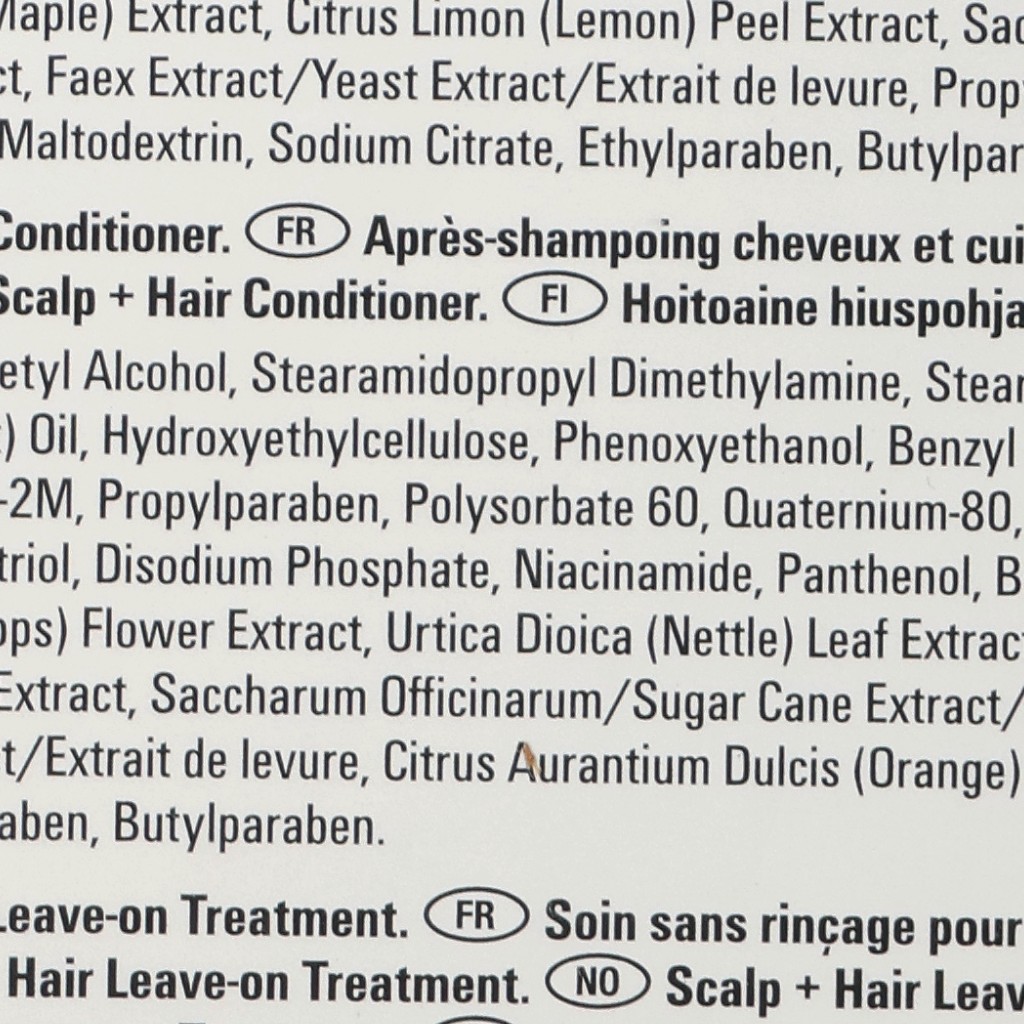 Maple) Extract, Citrus Limon (Lemon) Peel Extract, Sac
ct, Faex Extract/Yeast Extract/Extrait de levure, Prop
Maltodextrin, Sodium Citrate, Ethylparaben, Butylpar
Conditioner. FR Après-shampoing cheveux et cui
Scalp + Hair Conditioner. FI Hoitoaine hiuspohja
etyl Alcohol, Stearamidopropyl Dimethylamine, Stear
) Oil, Hydroxyethylcellulose, Phenoxyethanol, Benzyl
-2M, Propylparaben, Polysorbate 60, Quaternium-80,
triol, Disodium Phosphate, Niacinamide, Panthenol, B
ops) Flower Extract, Urtica Dioica (Nettle) Leaf Extrac
Extract, Saccharum Officinarum/Sugar Cane Extract/
t/Extrait de levure, Citrus Aurantium Dulcis (Orange)
aben, Butylparaben.
Leave-on Treatment. FR Soin sans rinçage pour
Hair Leave-on Treatment. NO Scalp + Hair Leav